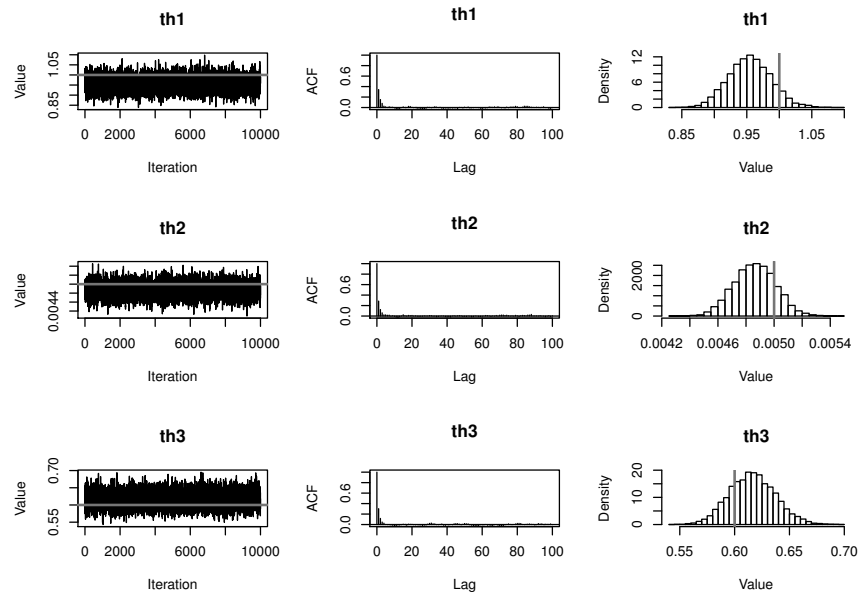 th1
th1
th1
Value
0.85 1.05
0 2000 6000 10000
Iteration
ACF
0.0 0.6
0 20 40 60 80 100
Lag
Density
0 6 12
0.85 0.95 1.05
Value
th2
th2
th2
Value
0.0044
0 2000 6000 10000
Iteration
ACF
0.0 0.6
0 20 40 60 80 100
Lag
Density
0 2000
0.0042 0.0046 0.0050 0.0054
Value
th3
th3
th3
Value
0.55 0.70
0 2000 6000 10000
Iteration
ACF
0.0 0.6
0 20 40 60 80 100
Lag
Density
0 10 20
0.55 0.60 0.65 0.70
Value